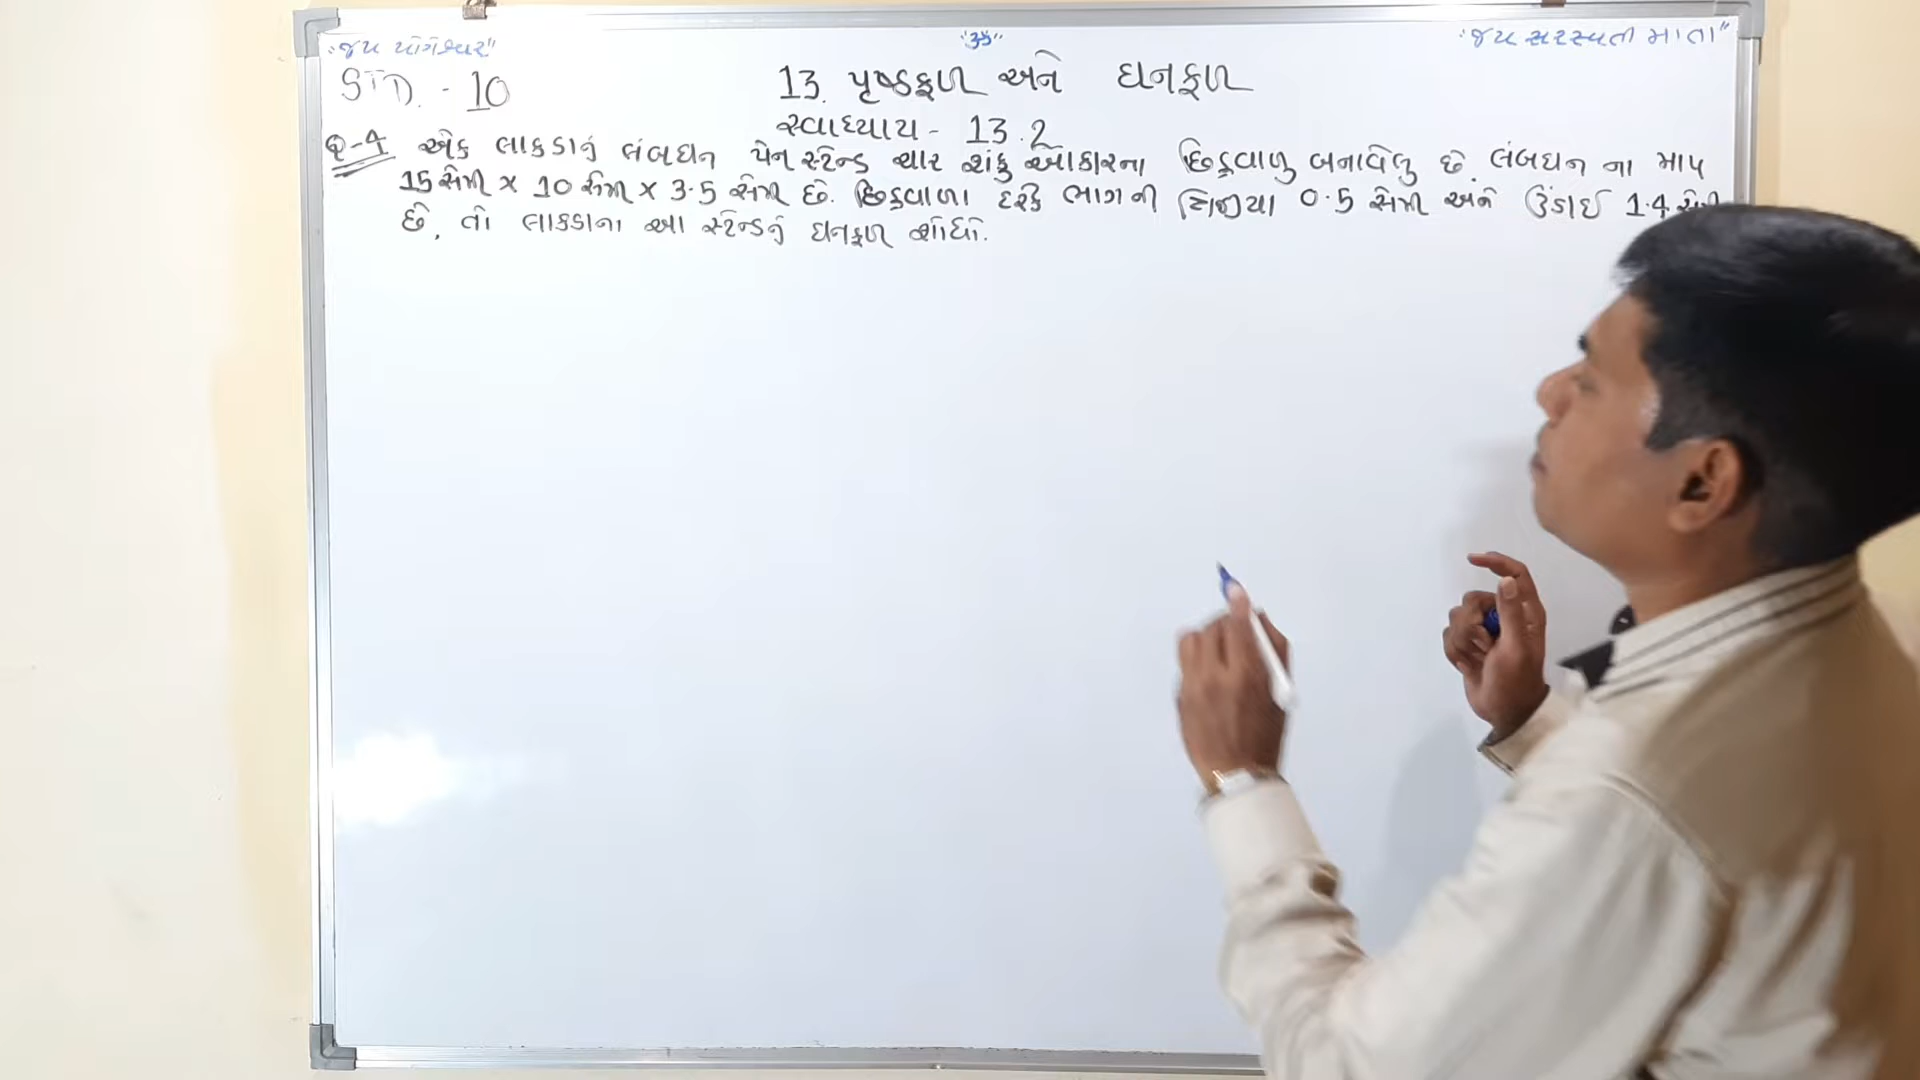 "જય યોગેશ્વર"
"ૐ"
"જય સરસ્વતી માતા"
STD. - 10
13. પૃષ્ઠફળ અને ઘનફળ
સ્વાધ્યાય - 13.2
Q-4 એક લાકડાનું લંબઘન પેન સ્ટેન્ડ ચાર શંકુ આકારના છિદ્રવાળુ બનાવેલુ છે. લંબઘન ના માપ
15 સેમી x 10 સેમી x 3.5 સેમી છે. છિદ્રવાળા દરેક ભાગની ત્રિજ્યા 0.5 સેમી અને ઉંડાઈ 1.4 સેમી
છે, તો લાકડાના આ સ્ટેન્ડનું ઘનફળ શોધો.